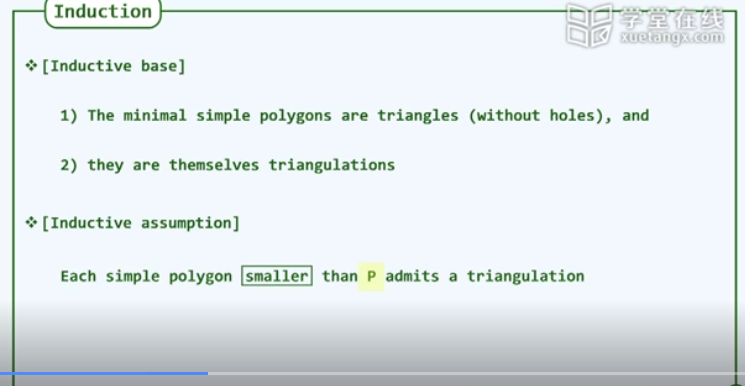 Induction
学堂在线
xuetangx.com
❖ [Inductive base]
1) The minimal simple polygons are triangles (without holes), and
2) they are themselves triangulations
❖ [Inductive assumption]
Each simple polygon smaller than P admits a triangulation